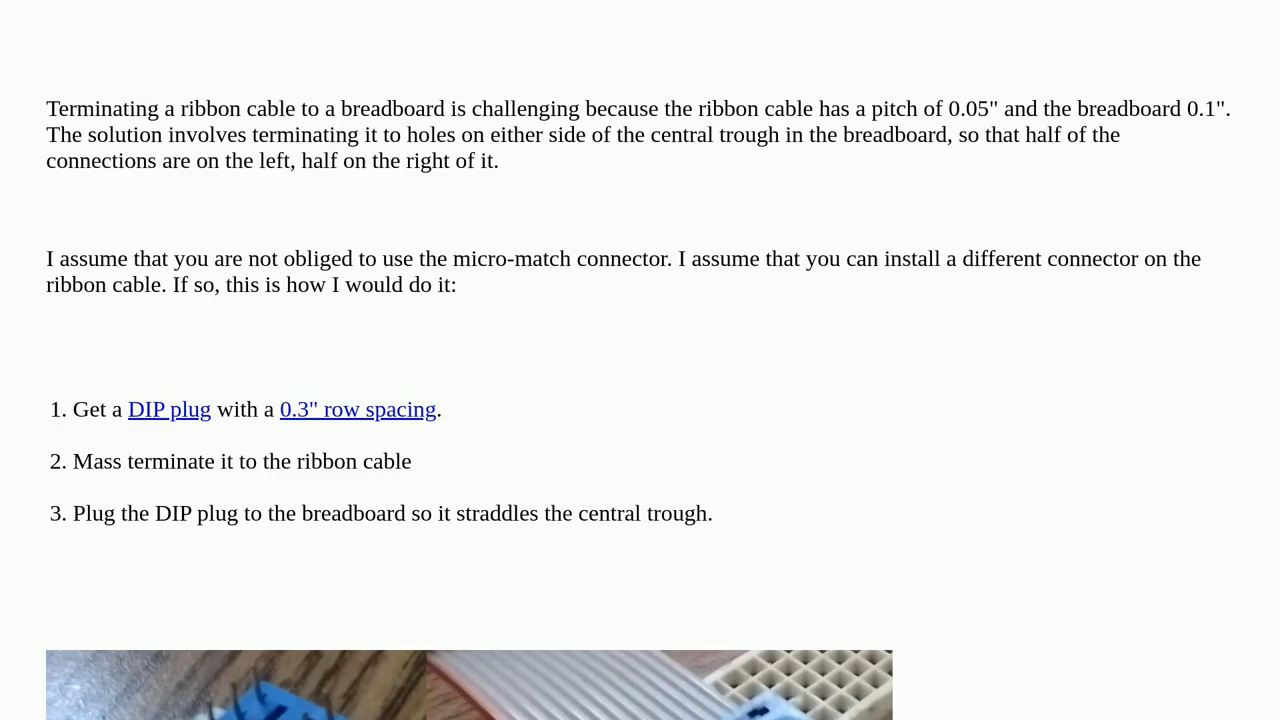 Terminating a ribbon cable to a breadboard is challenging because the ribbon cable has a pitch of 0.05" and the breadboard 0.1".
The solution involves terminating it to holes on either side of the central trough in the breadboard, so that half of the
connections are on the left, half on the right of it.
I assume that you are not obliged to use the micro-match connector. I assume that you can install a different connector on the
ribbon cable. If so, this is how I would do it:
1. Get a DIP plug with a 0.3" row spacing.
2. Mass terminate it to the ribbon cable
3. Plug the DIP plug to the breadboard so it straddles the central trough.